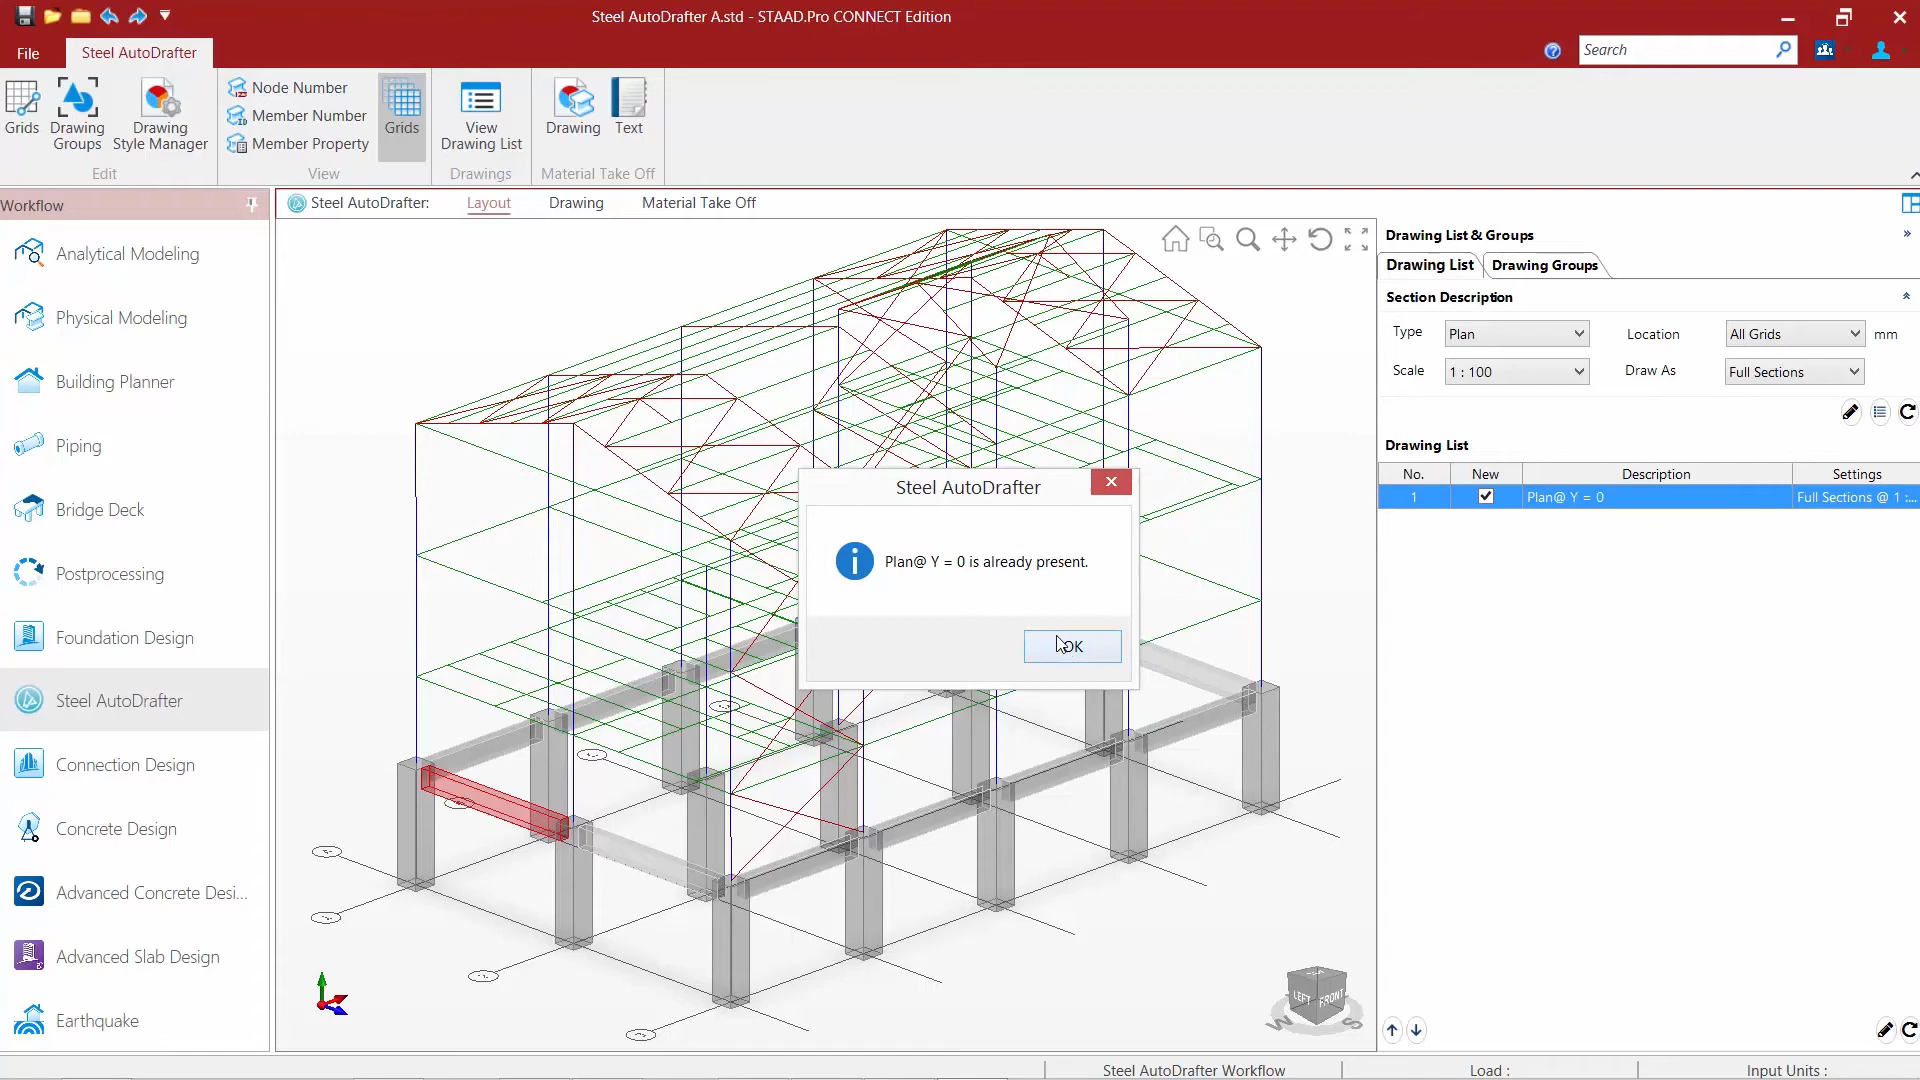 Steel AutoDrafter A.std - STAAD.Pro CONNECT Edition
File
Steel AutoDrafter
Search
Grids
Drawing
Groups
Drawing
Style Manager
Edit
Node Number
Member Number
Member Property
Grids
View
View
Drawing List
Drawings
Drawing
Text
Material Take Off
Workflow
Analytical Modeling
Physical Modeling
Building Planner
Piping
Bridge Deck
Postprocessing
Foundation Design
Steel AutoDrafter
Connection Design
Concrete Design
Advanced Concrete Desi...
Advanced Slab Design
Earthquake
Steel AutoDrafter:
Layout
Drawing
Material Take Off
Steel AutoDrafter
Plan@ Y = 0 is already present.
OK
LEFT
FRONT
W
S
Drawing List & Groups
Drawing List
Drawing Groups
Section Description
Type
Plan
Location
All Grids
mm
Scale
1 : 100
Draw As
Full Sections
Drawing List
No.
New
Description
Settings
1
Plan@ Y = 0
Full Sections @ 1 :...
Steel AutoDrafter Workflow
Load :
Input Units :